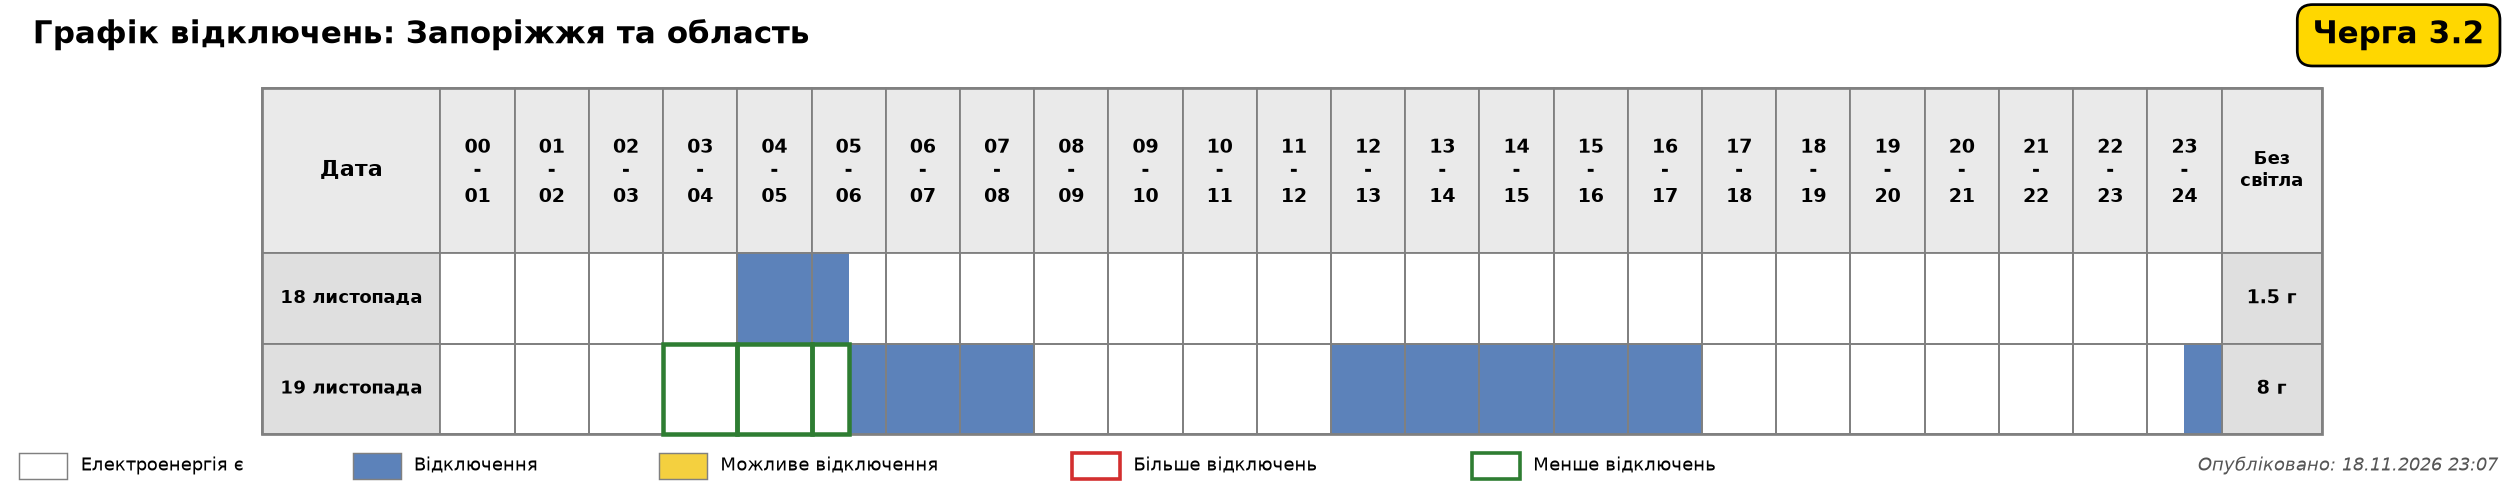 Графік відключень: Запоріжжя та область
Черга 3.2
Дата
00 - 01
01 - 02
02 - 03
03 - 04
04 - 05
05 - 06
06 - 07
07 - 08
08 - 09
09 - 10
10 - 11
11 - 12
12 - 13
13 - 14
14 - 15
15 - 16
16 - 17
17 - 18
18 - 19
19 - 20
20 - 21
21 - 22
22 - 23
23 - 24
Без
світла
18 листопада
1.5 г
19 листопада
8 г
Електроенергія є
Відключення
Можливе відключення
Більше відключень
Менше відключень
Опубліковано: 18.11.2026 23:07